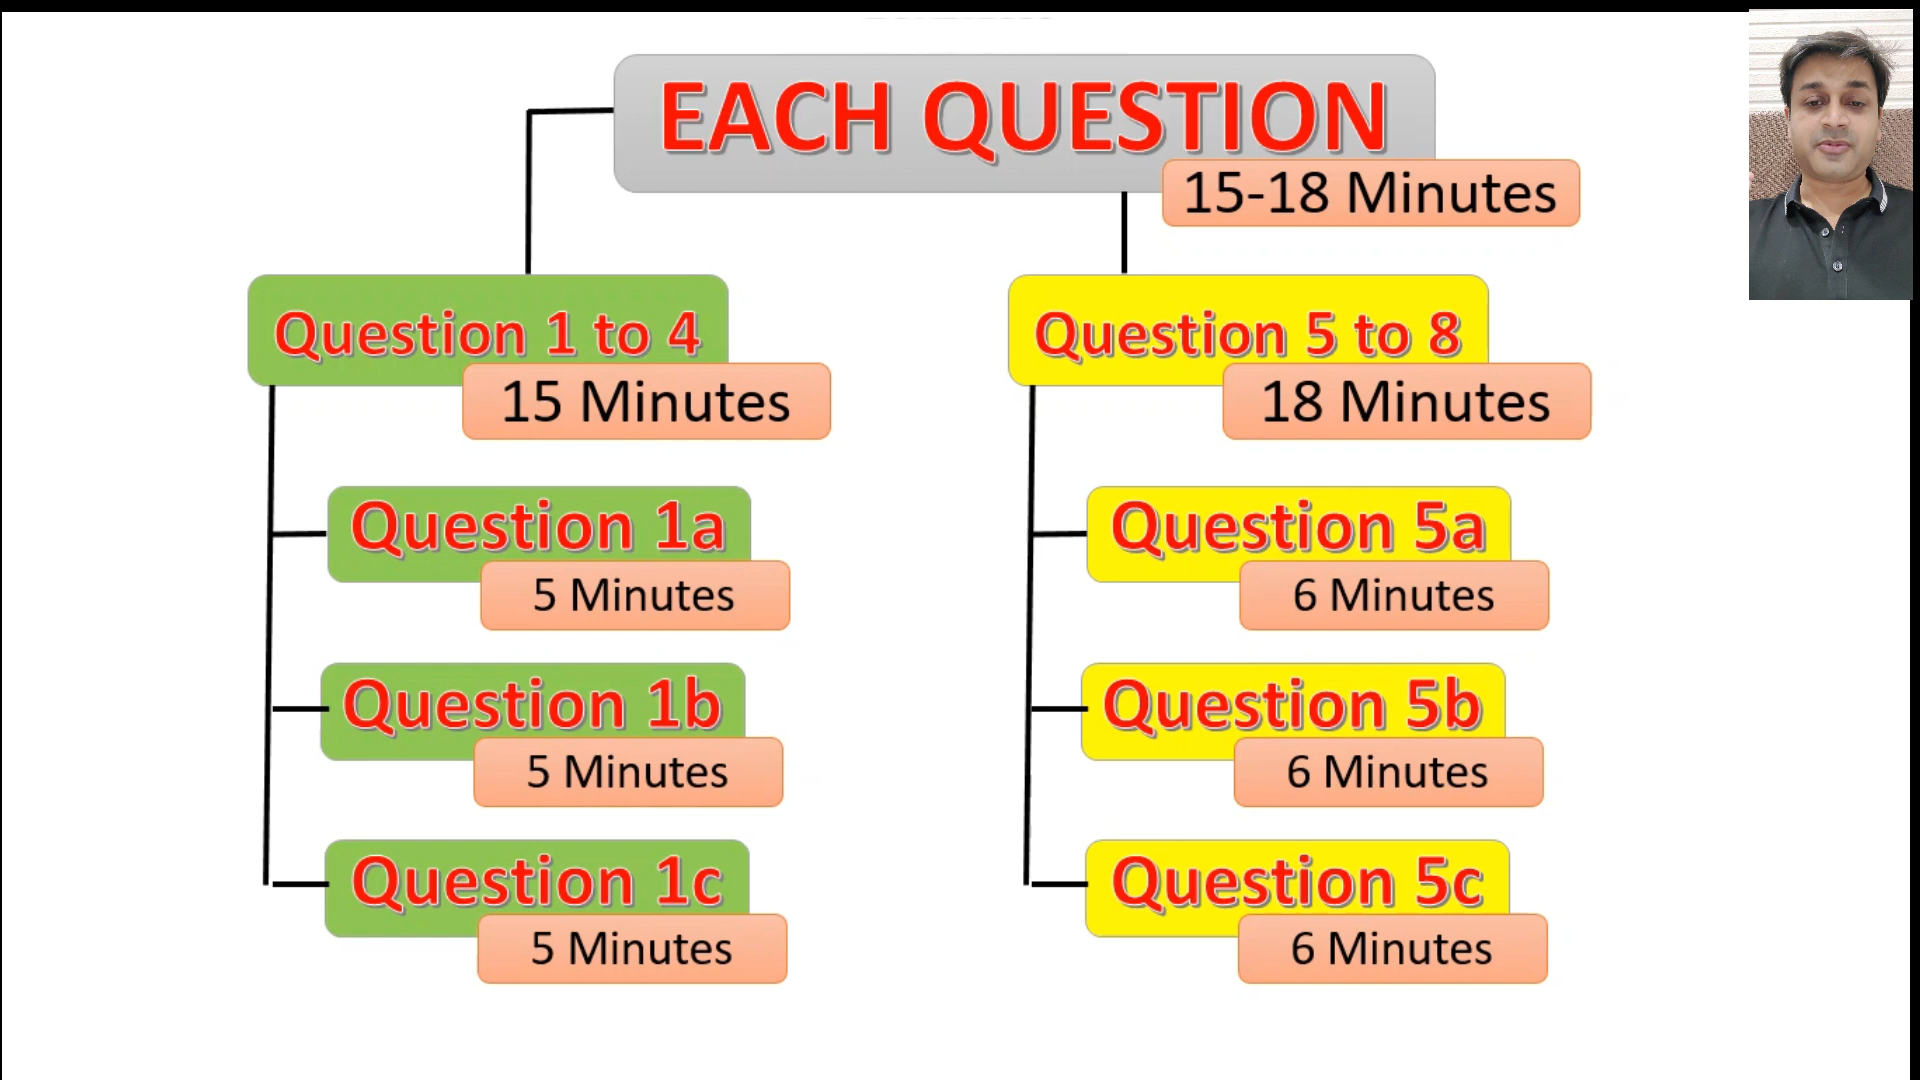 EACH QUESTION
15-18 Minutes
Question 1 to 4
15 Minutes
Question 1a
5 Minutes
Question 1b
5 Minutes
Question 1c
5 Minutes
Question 5 to 8
18 Minutes
Question 5a
6 Minutes
Question 5b
6 Minutes
Question 5c
6 Minutes